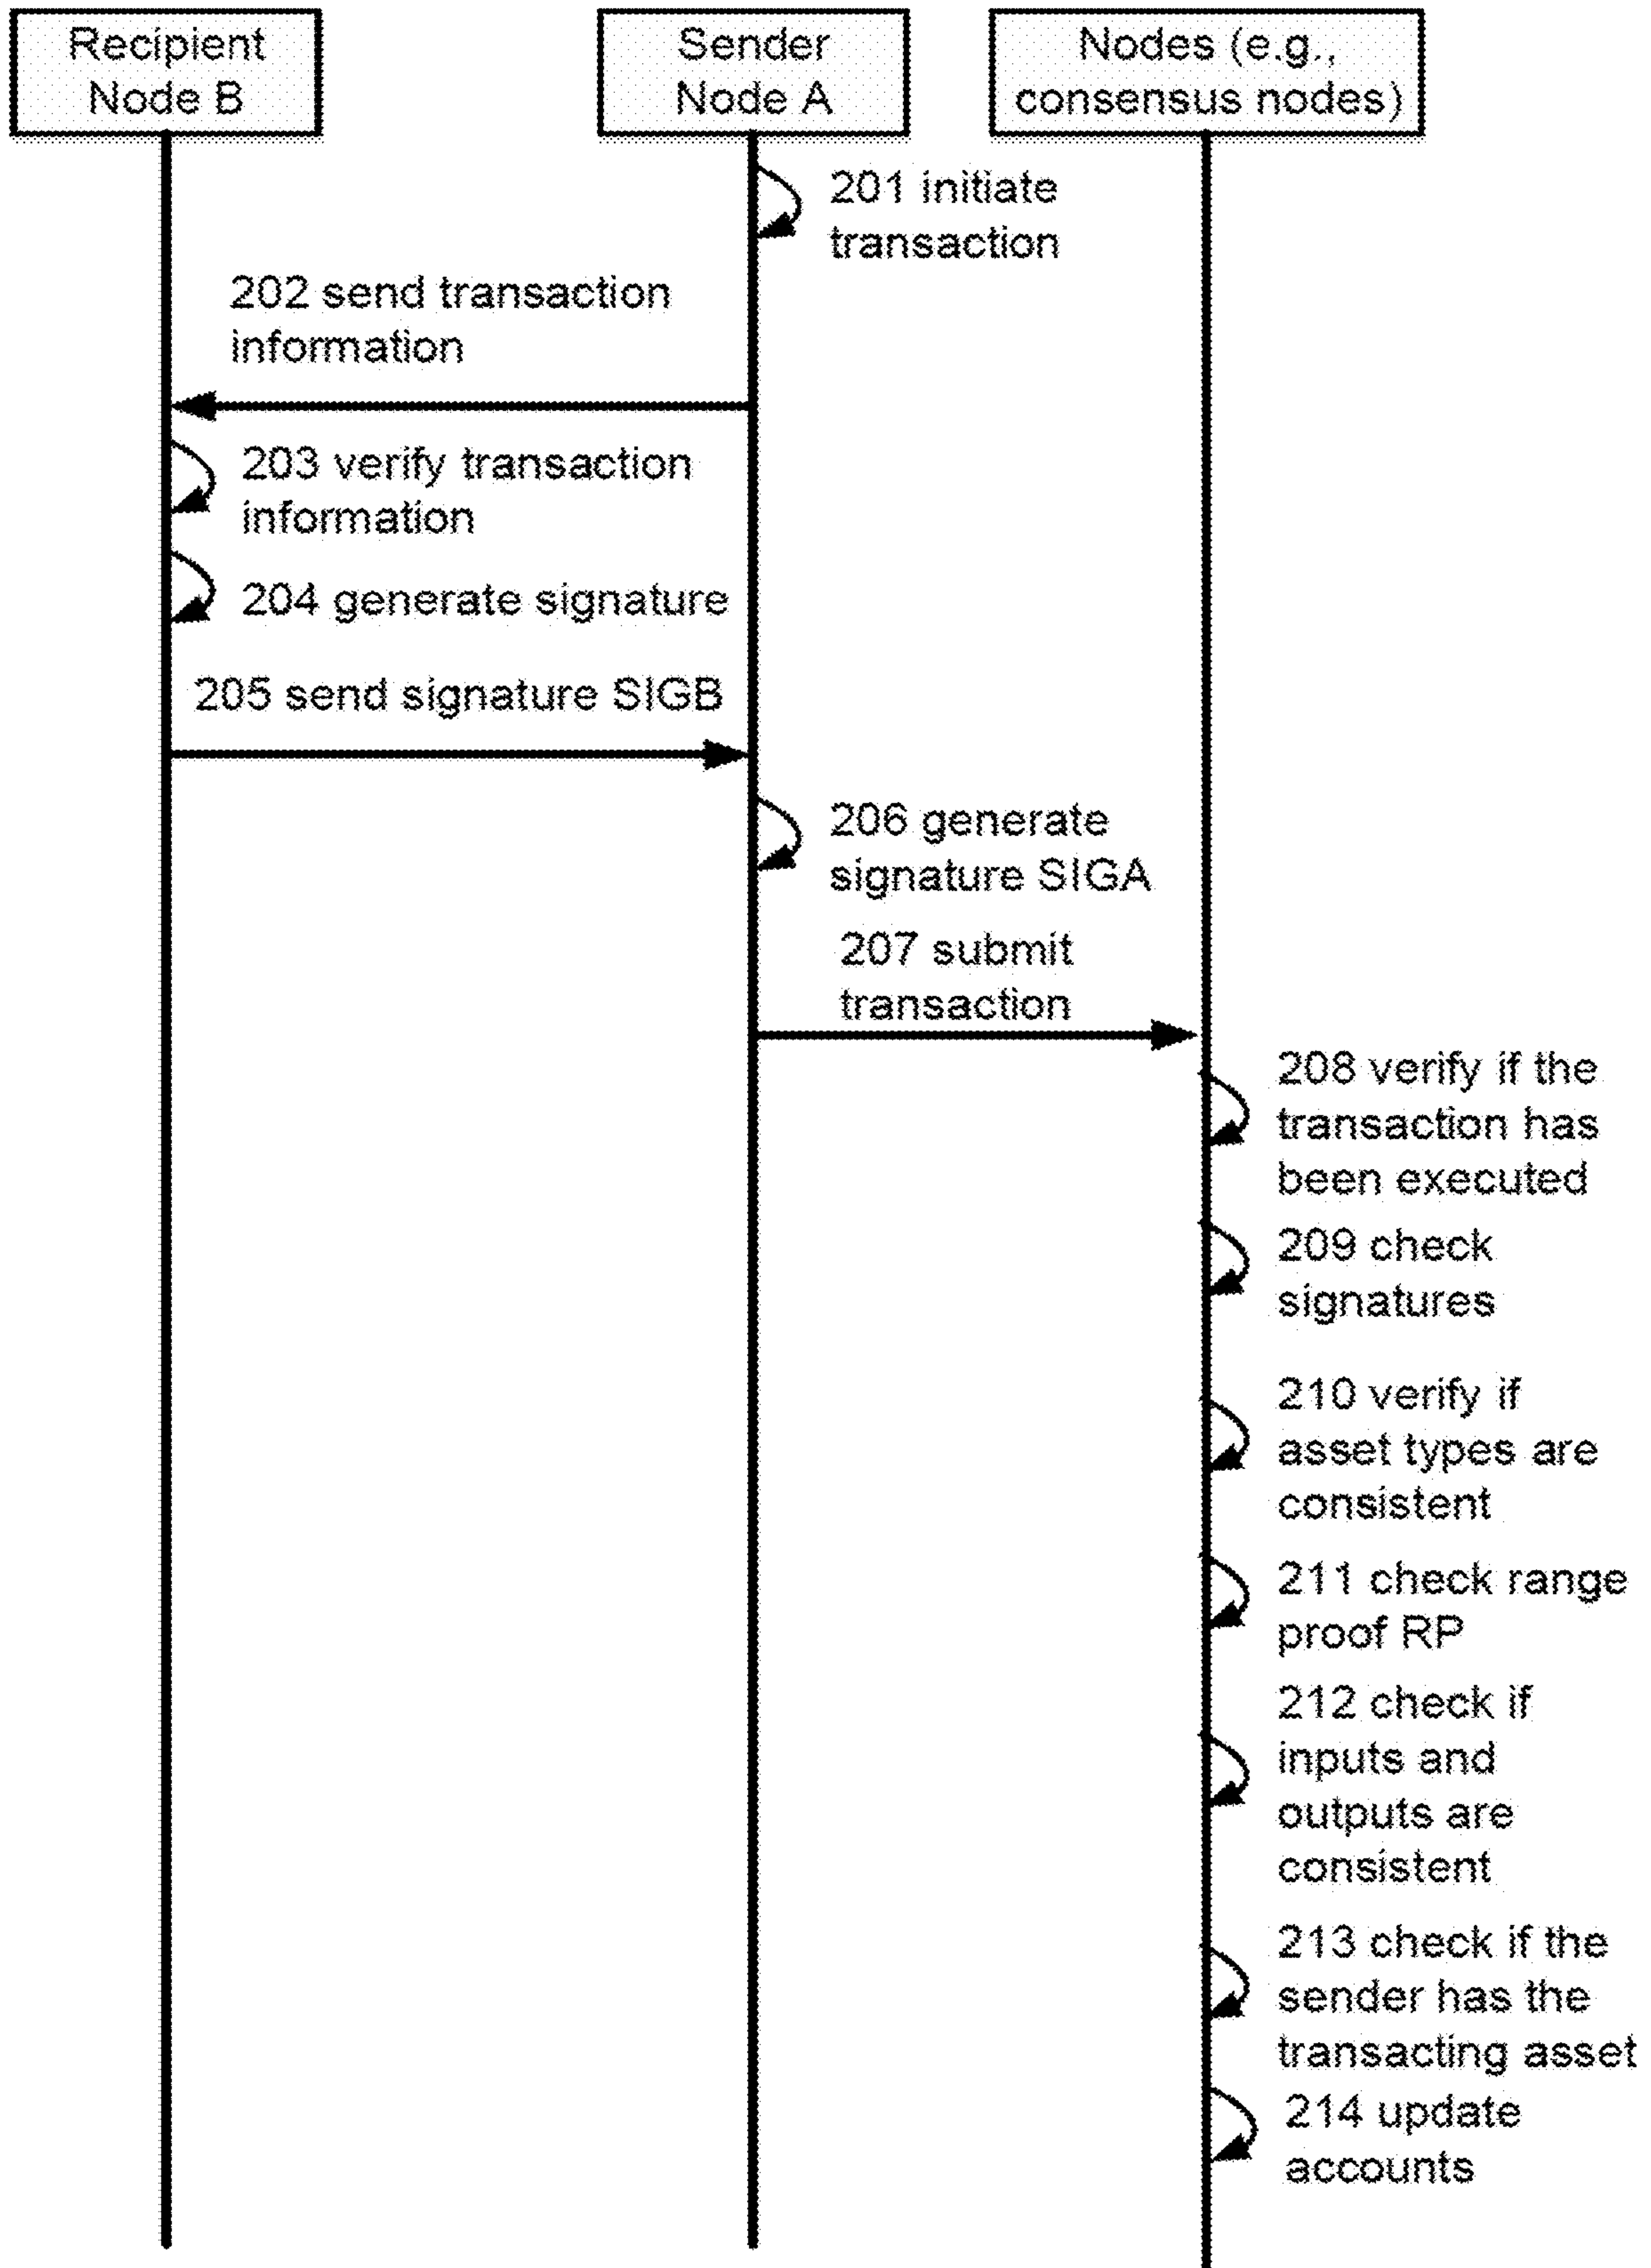 Recipient
Node B
Sender
Node A
Nodes (e.g.,
consensus nodes)
201 initiate
transaction
202 send transaction
information
203 verify transaction
information
204 generate signature
205 send signature SIGB
206 generate
signature SIGA
207 submit
transaction
208 verify if the
transaction has
been executed
209 check
signatures
210 verify if
asset types are
consistent
211 check range
proof RP
212 check if
inputs and
outputs are
consistent
213 check if the
sender has the
transacting asset
214 update
accounts